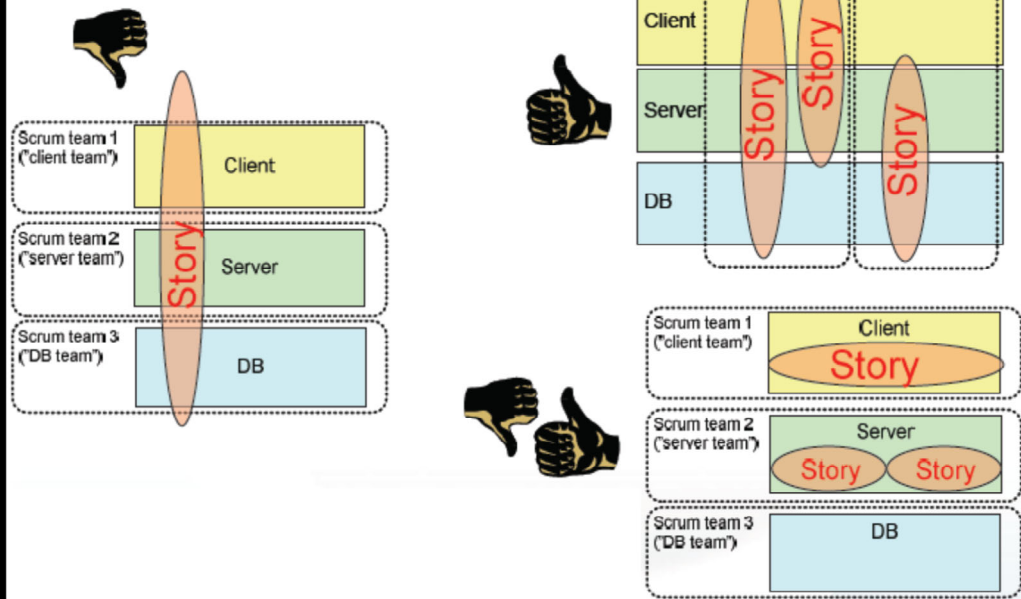 Scrum team 1
("client team")
Client
Scrum team 2
("server team")
Server
Scrum team 3
("DB team")
DB
Story
Client
Server
DB
Story
Story
Story
Scrum team 1
("client team")
Client
Story
Scrum team 2
("server team")
Server
Story
Story
Scrum team 3
("DB team")
DB